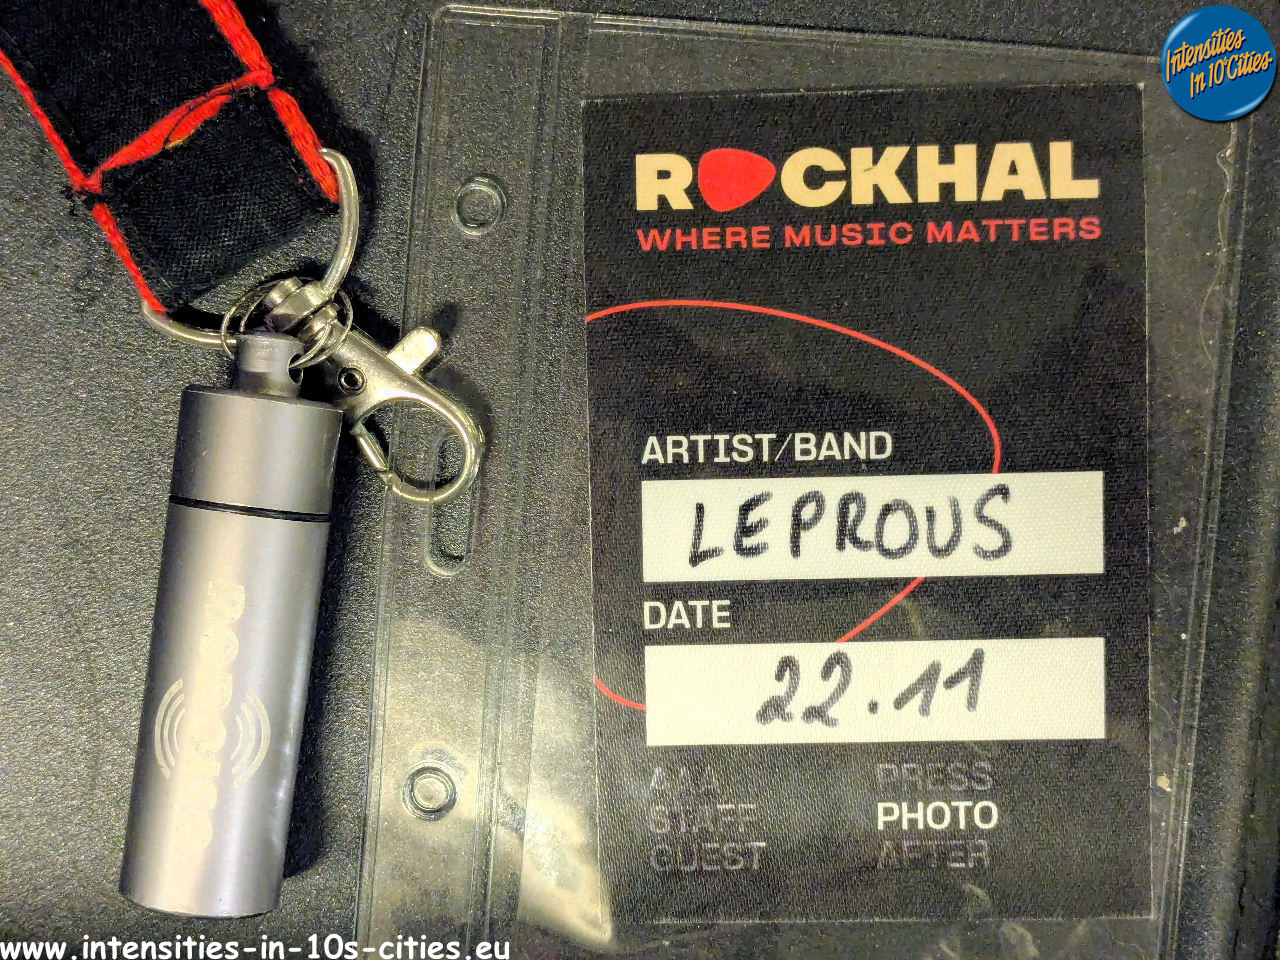 Intensities
In 10s Cities
ROCKHAL
WHERE MUSIC MATTERS
ARTIST/BAND
LEPROUS
DATE
22.11
AAA
PRESS
STAFF
PHOTO
GUEST
AFTER
www.intensities-in-10s-cities.eu